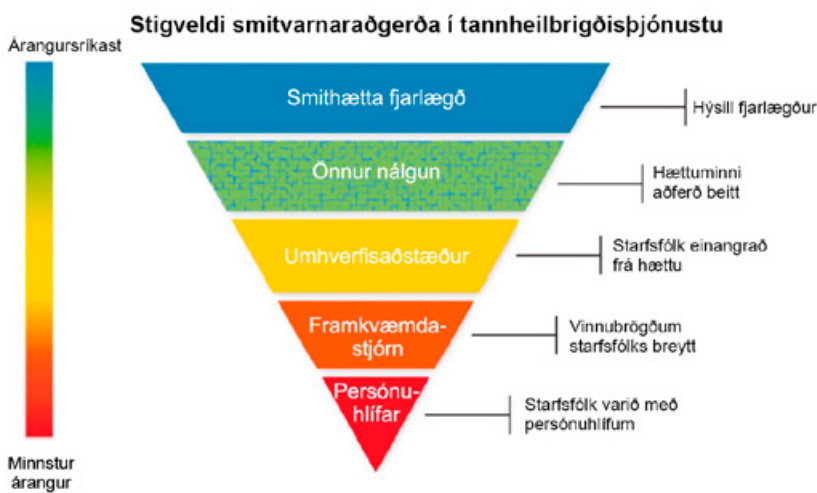 Stigveldi smitvarnaraðgerða í tannheilbrigðisþjónustu
Árangursríkast
Smithætta fjarlægð
Hýsill fjarlægður
Önnur nálgun
Hættuminni
aðferð beitt
Umhverfisaðstæður
Starfsfólk einangrað
frá hættu
Framkvæmda-
stjórn
Vinnubrögðum
starfsfólks breytt
Persónu-
hlífar
Starfsfólk varið með
persónuhlífum
Minnstur
árangur